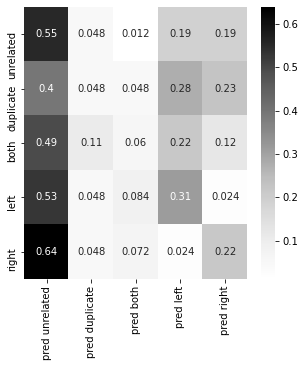 unrelated 0.55 0.048 0.012 0.19 0.19
duplicate 0.4 0.048 0.048 0.28 0.23
both 0.49 0.11 0.06 0.22 0.12
left 0.53 0.048 0.084 0.31 0.024
right 0.64 0.048 0.072 0.024 0.22
pred unrelated
pred duplicate
pred both
pred left
pred right
0.6
0.5
0.4
0.3
0.2
0.1